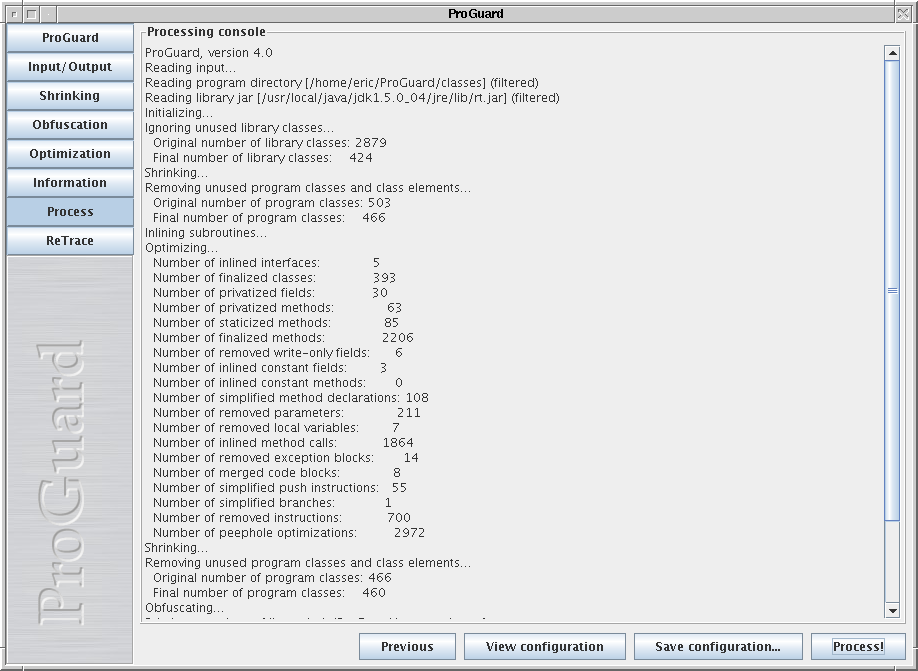 ProGuard
ProGuard
Input/Output
Shrinking
Obfuscation
Optimization
Information
Process
ReTrace
ProGuard
Processing console
ProGuard, version 4.0
Reading input...
Reading program directory [/home/eric/ProGuard/classes] (filtered)
Reading library jar [/usr/local/java/jdk1.5.0_04/jre/lib/rt.jar] (filtered)
Initializing...
Ignoring unused library classes...
Original number of library classes: 2879
Final number of library classes: 424
Shrinking...
Removing unused program classes and class elements...
Original number of program classes: 503
Final number of program classes: 466
Inlining subroutines...
Optimizing...
Number of inlined interfaces: 5
Number of finalized classes: 393
Number of privatized fields: 30
Number of privatized methods: 63
Number of staticized methods: 85
Number of finalized methods: 2206
Number of removed write-only fields: 6
Number of inlined constant fields: 3
Number of inlined constant methods: 0
Number of simplified method declarations: 108
Number of removed parameters: 211
Number of removed local variables: 7
Number of inlined method calls: 1864
Number of removed exception blocks: 14
Number of merged code blocks: 8
Number of simplified push instructions: 55
Number of simplified branches: 1
Number of removed instructions: 700
Number of peephole optimizations: 2972
Shrinking...
Removing unused program classes and class elements...
Original number of program classes: 466
Final number of program classes: 460
Obfuscating...
Previous
View configuration
Save configuration...
Process!